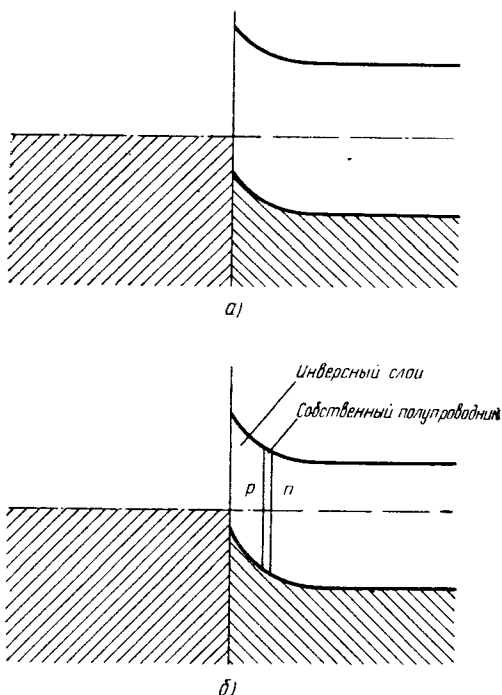 а)
Инверсный слой
Собственный полупроводник
p n
б)